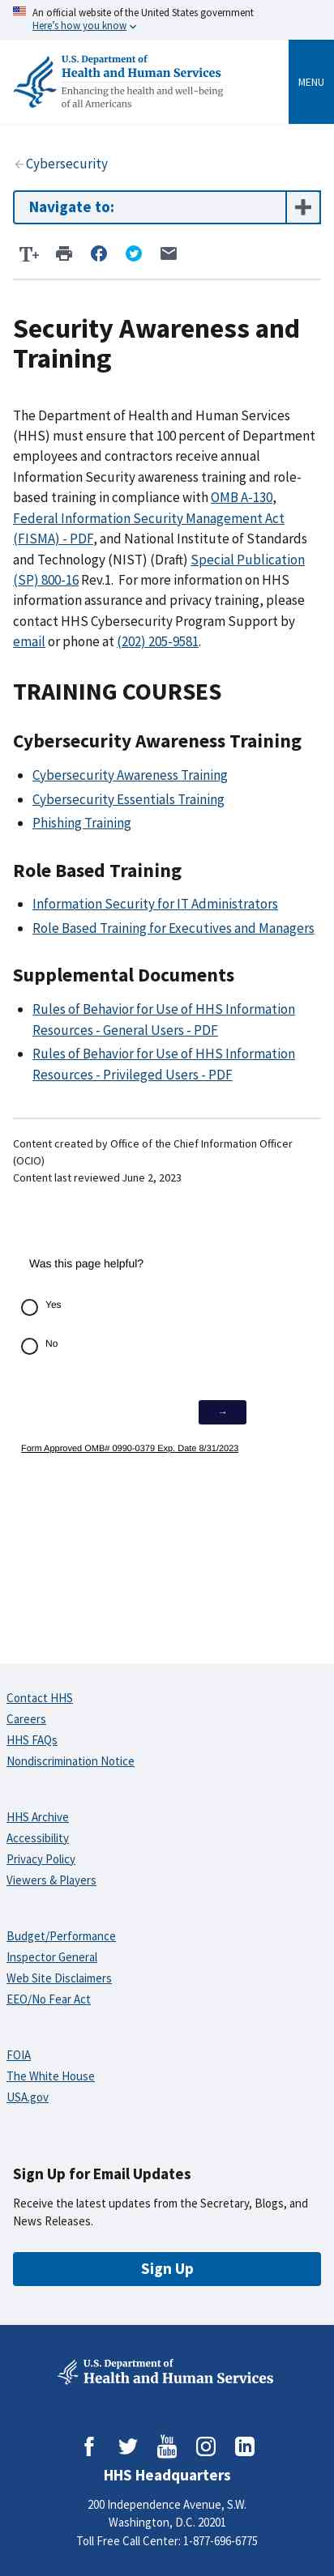 An official website of the United States government
Here's how you know
U.S. Department of
Health and Human Services
Enhancing the health and well-being
of all Americans
MENU
Cybersecurity
Navigate to:
T+
Security Awareness and
Training
The Department of Health and Human Services
(HHS) must ensure that 100 percent of Department
employees and contractors receive annual
Information Security awareness training and role-
based training in compliance with OMB A-130,
Federal Information Security Management Act
(FISMA) - PDF, and National Institute of Standards
and Technology (NIST) (Draft) Special Publication
(SP) 800-16 Rev.1.  For more information on HHS
information assurance and privacy training, please
contact HHS Cybersecurity Program Support by
email or phone at (202) 205-9581.
TRAINING COURSES
Cybersecurity Awareness Training
Cybersecurity Awareness Training
Cybersecurity Essentials Training
Phishing Training
Role Based Training
Information Security for IT Administrators
Role Based Training for Executives and Managers
Supplemental Documents
Rules of Behavior for Use of HHS Information
Resources - General Users - PDF
Rules of Behavior for Use of HHS Information
Resources - Privileged Users - PDF
Content created by Office of the Chief Information Officer
(OCIO)
Content last reviewed June 2, 2023
Was this page helpful?
Yes
No
→
Form Approved OMB# 0990-0379 Exp. Date 8/31/2023
Contact HHS
Careers
HHS FAQs
Nondiscrimination Notice
HHS Archive
Accessibility
Privacy Policy
Viewers & Players
Budget/Performance
Inspector General
Web Site Disclaimers
EEO/No Fear Act
FOIA
The White House
USA.gov
Sign Up for Email Updates
Receive the latest updates from the Secretary, Blogs, and
News Releases.
Sign Up
U.S. Department of
Health and Human Services
You Tube
HHS Headquarters
200 Independence Avenue, S.W.
Washington, D.C. 20201
Toll Free Call Center: 1-877-696-6775